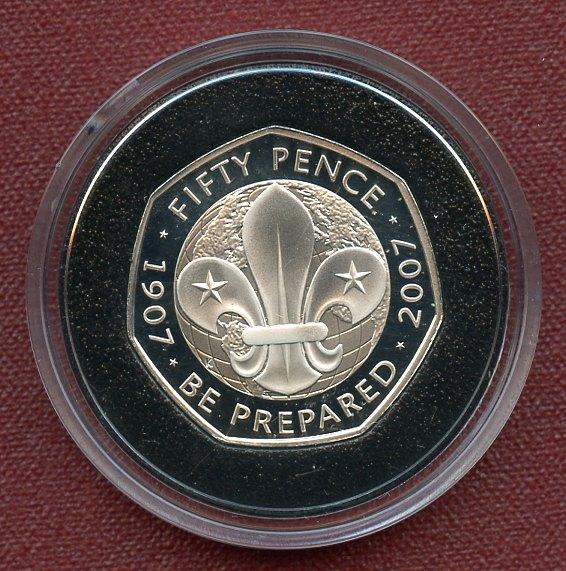 FIFTY PENCE
1907
2007
BE PREPARED